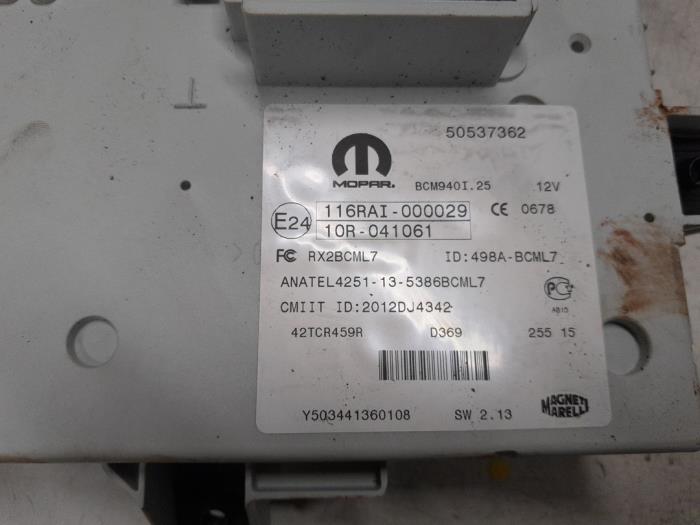 50537362
MOPAR.
BCM940I.25 12V
E24 116RAI-000029 CE 0678
10R-041061
FC RX2BCML7 ID:498A-BCML7
ANATEL4251-13-5386BCML7
CMIIT ID:2012DJ4342
42TCR459R D369 255 15
Y503441360108 SW 2.13
MAGNETI MARELLI